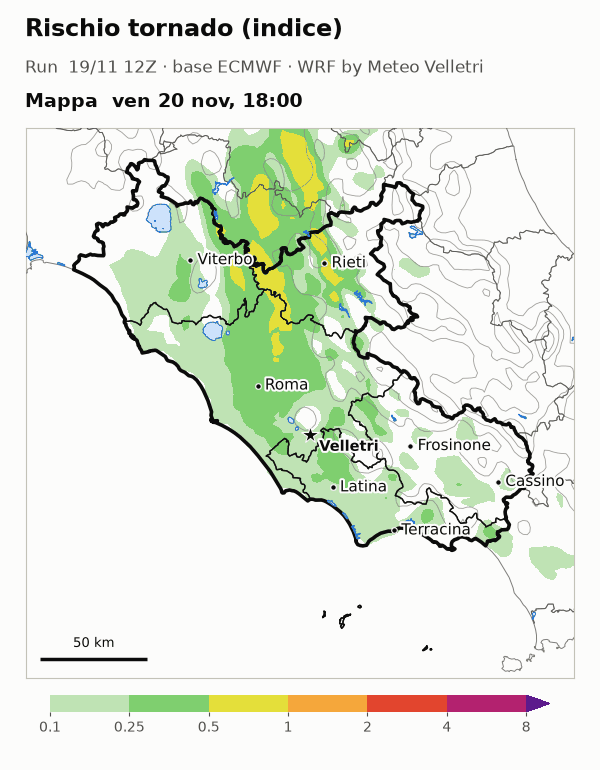 Rischio tornado (indice)
Run  19/11 12Z · base ECMWF · WRF by Meteo Velletri
Mappa  ven 20 nov, 18:00
Viterbo
Rieti
Roma
Velletri
Frosinone
Latina
Cassino
Terracina
50 km
0.1 0.25 0.5 1 2 4 8